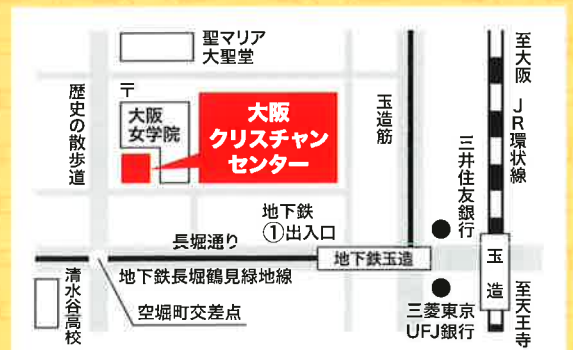 聖マリア
大聖堂
至大阪
JR環状線
歴史の散歩道
〒
大阪
女学院
大阪
クリスチャン
センター
玉造筋
三井住友銀行
地下鉄
①出入口
長堀通り
地下鉄玉造
玉造
地下鉄長堀鶴見緑地線
清水谷高校
空堀町交差点
三菱東京
UFJ銀行
至天王寺